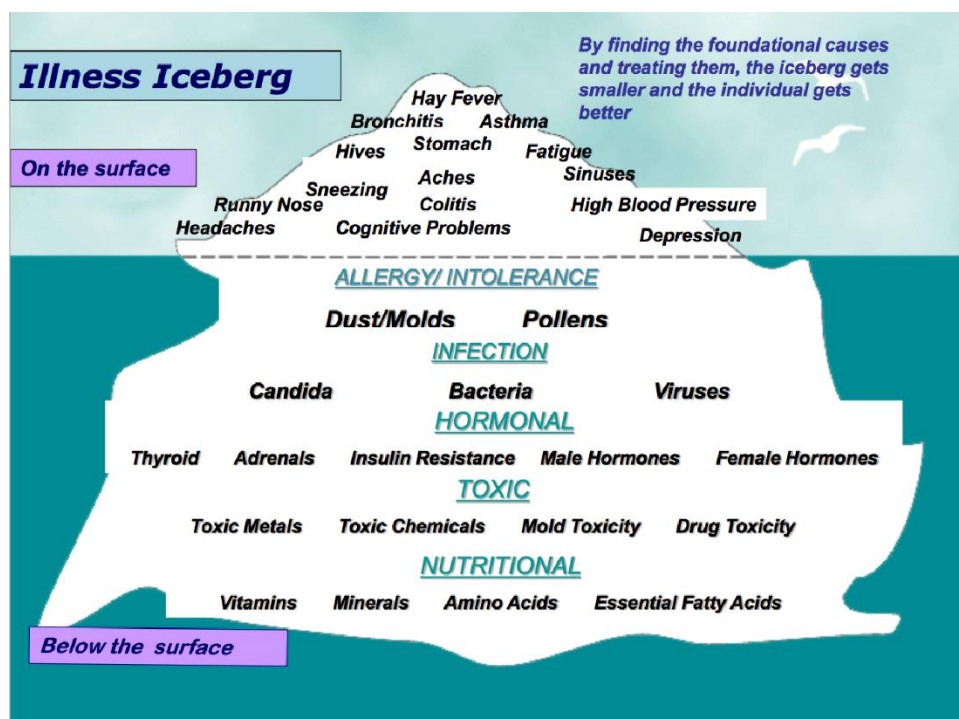 Illness Iceberg
By finding the foundational causes
and treating them, the iceberg gets
smaller and the individual gets
better
Hay Fever
Bronchitis Asthma
Hives Stomach Fatigue
On the surface
Sneezing Aches Sinuses
Runny Nose Colitis High Blood Pressure
Headaches Cognitive Problems Depression
ALLERGY/ INTOLERANCE
Dust/Molds Pollens
INFECTION
Candida Bacteria Viruses
HORMONAL
Thyroid Adrenals Insulin Resistance Male Hormones Female Hormones
TOXIC
Toxic Metals Toxic Chemicals Mold Toxicity Drug Toxicity
NUTRITIONAL
Vitamins Minerals Amino Acids Essential Fatty Acids
Below the surface